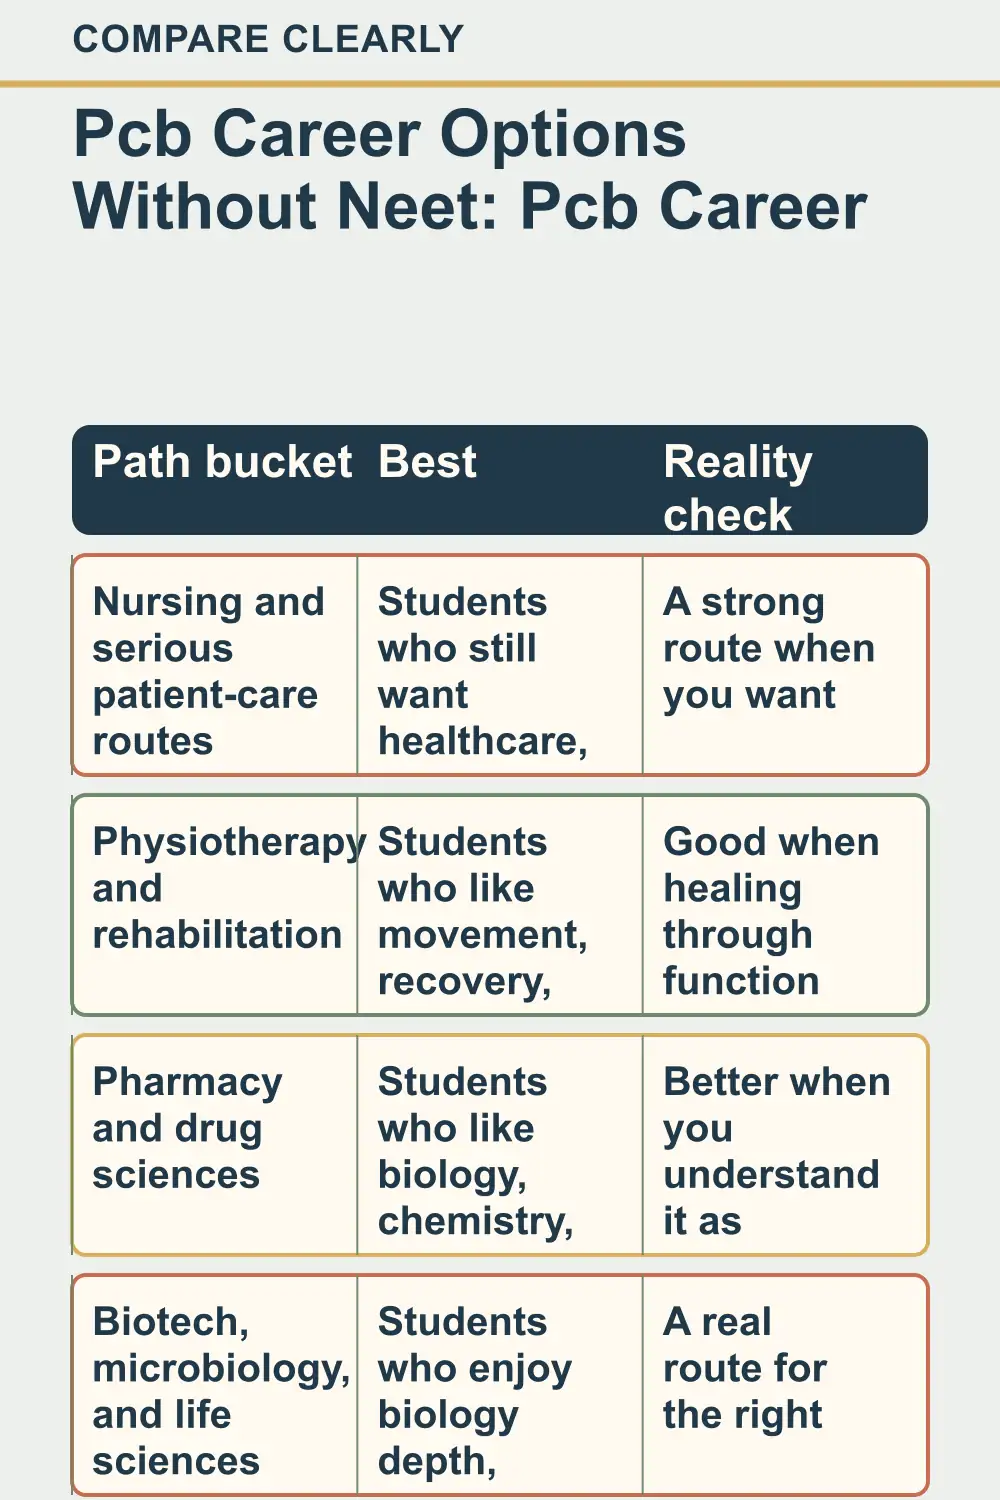 COMPARE CLEARLY
Pcb Career Options
Without Neet: Pcb Career
Path bucket
Best
Reality
check
Nursing and
serious
patient-care
routes
Students
who still
want
healthcare,
A strong
route when
you want
Physiotherapy
and
rehabilitation
Students
who like
movement,
recovery,
Good when
healing
through
function
Pharmacy
and drug
sciences
Students
who like
biology,
chemistry,
Better when
you
understand
it as
Biotech,
microbiology,
and life
sciences
Students
who enjoy
biology
depth,
A real
route for
the right